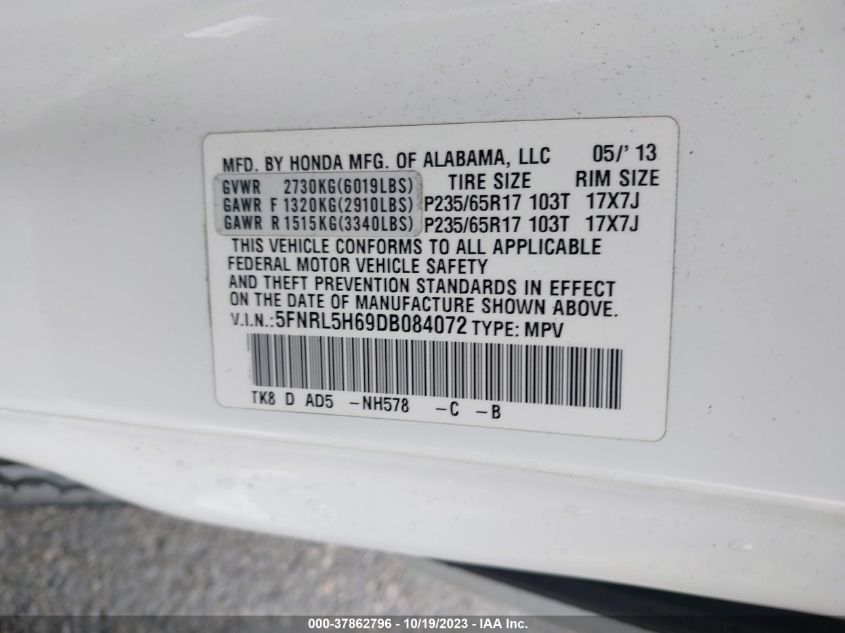 MFD. BY HONDA MFG. OF ALABAMA, LLC 05/'13
GVWR 2730KG(6019LBS) TIRE SIZE RIM SIZE
GAWR F 1320KG(2910LBS) P235/65R17 103T 17X7J
GAWR R 1515KG(3340LBS) P235/65R17 103T 17X7J
THIS VEHICLE CONFORMS TO ALL APPLICABLE
FEDERAL MOTOR VEHICLE SAFETY
AND THEFT PREVENTION STANDARDS IN EFFECT
ON THE DATE OF MANUFACTURE SHOWN ABOVE.
V.I.N.:5FNRL5H69DB084072 TYPE: MPV
TK8 D AD5 -NH578 -C -B
000-37862796 - 10/19/2023 - IAA Inc.